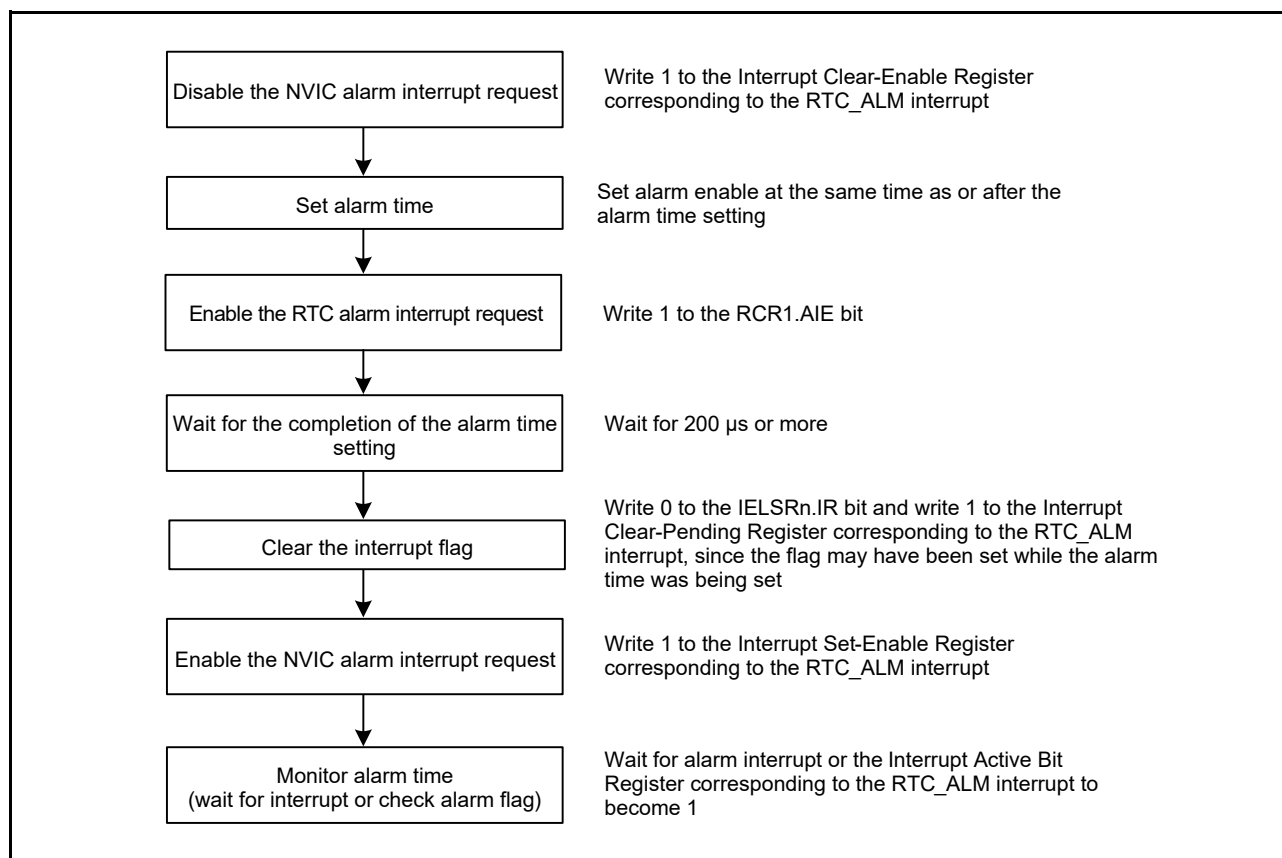 Disable the NVIC alarm interrupt request
Write 1 to the Interrupt Clear-Enable Register
corresponding to the RTC_ALM interrupt
Set alarm time
Set alarm enable at the same time as or after the
alarm time setting
Enable the RTC alarm interrupt request
Write 1 to the RCR1.AIE bit
Wait for the completion of the alarm time
setting
Wait for 200 µs or more
Clear the interrupt flag
Write 0 to the IELSRn.IR bit and write 1 to the Interrupt
Clear-Pending Register corresponding to the RTC_ALM
interrupt, since the flag may have been set while the alarm
time was being set
Enable the NVIC alarm interrupt request
Write 1 to the Interrupt Set-Enable Register
corresponding to the RTC_ALM interrupt
Monitor alarm time
(wait for interrupt or check alarm flag)
Wait for alarm interrupt or the Interrupt Active Bit
Register corresponding to the RTC_ALM interrupt to
become 1